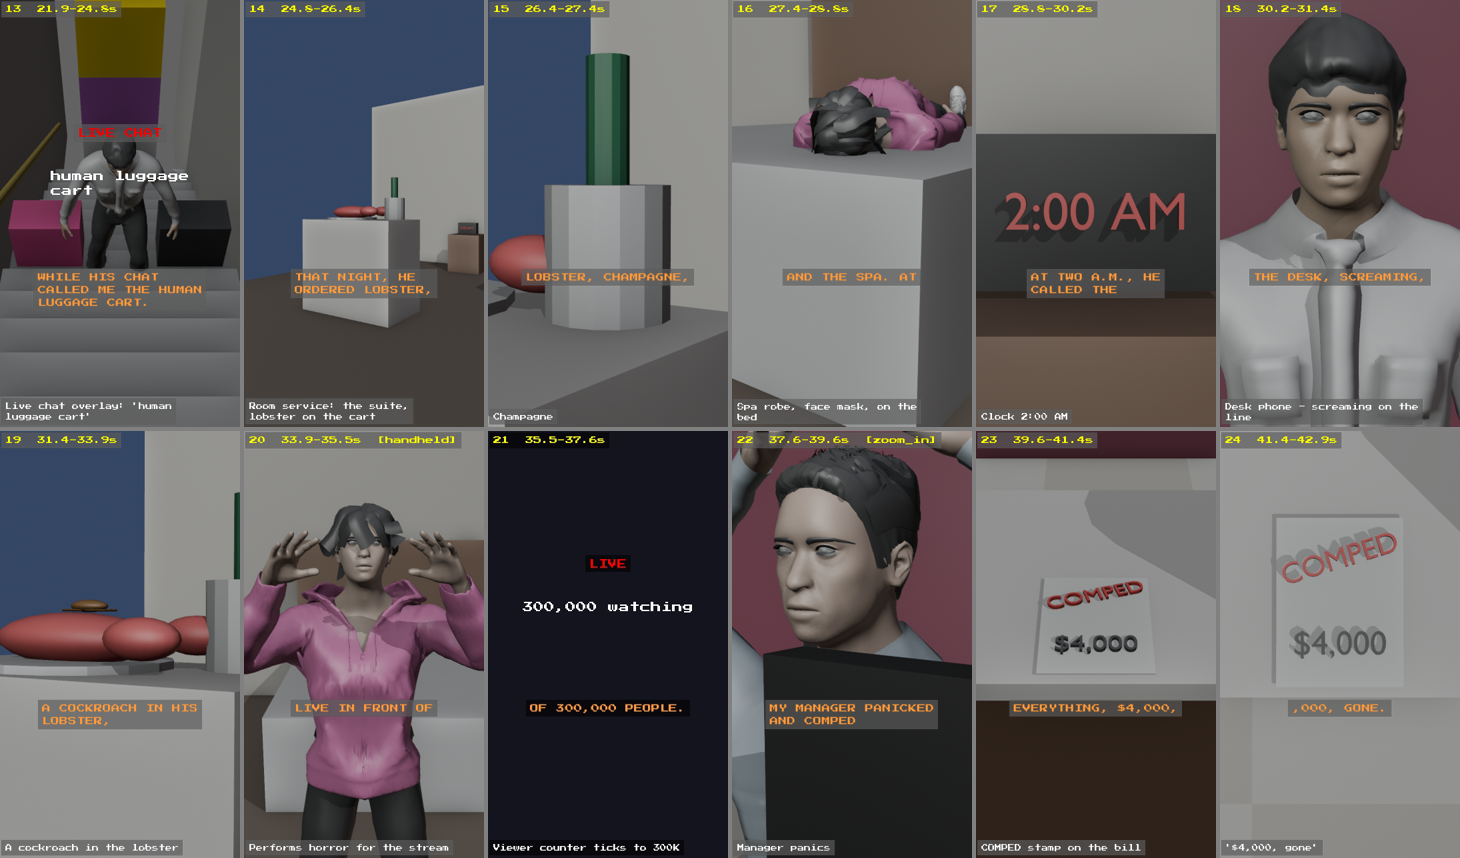 13 21.9-24.8s
LIVE CHAT
human luggage
cart
WHILE HIS CHAT
CALLED ME THE HUMAN
LUGGAGE CART.
Live chat overlay: 'human
luggage cart'
14 24.8-26.4s
THAT NIGHT, HE
ORDERED LOBSTER,
Room service: the suite,
lobster on the cart
15 26.4-27.4s
LOBSTER, CHAMPAGNE,
Champagne
16 27.4-28.8s
AND THE SPA. AT
Spa robe, face mask, on the
bed
17 28.8-30.2s
2:00 AM
AT TWO A.M., HE
CALLED THE
Clock 2:00 AM
18 30.2-31.4s
THE DESK, SCREAMING,
Desk phone - screaming on the
line
19 31.4-33.9s
A COCKROACH IN HIS
LOBSTER,
A cockroach in the lobster
20 33.9-35.5s [handheld]
LIVE IN FRONT OF
Performs horror for the stream
21 35.5-37.6s
LIVE
300,000 watching
OF 300,000 PEOPLE.
Viewer counter ticks to 300K
22 37.6-39.6s [zoom_in]
MY MANAGER PANICKED
AND COMPED
Manager panics
23 39.6-41.4s
COMPED
$4,000
EVERYTHING, $4,000,
COMPED stamp on the bill
24 41.4-42.9s
COMPED
$4,000
,000, GONE.
'$4,000, gone'